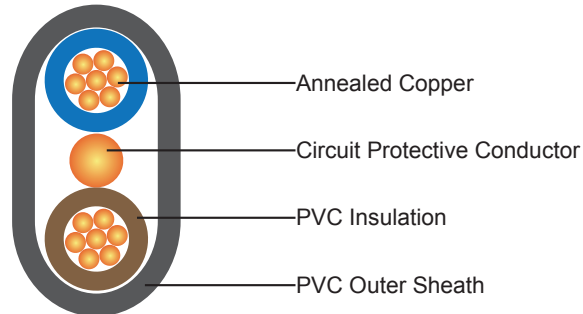 Annealed Copper
Circuit Protective Conductor
PVC Insulation
PVC Outer Sheath